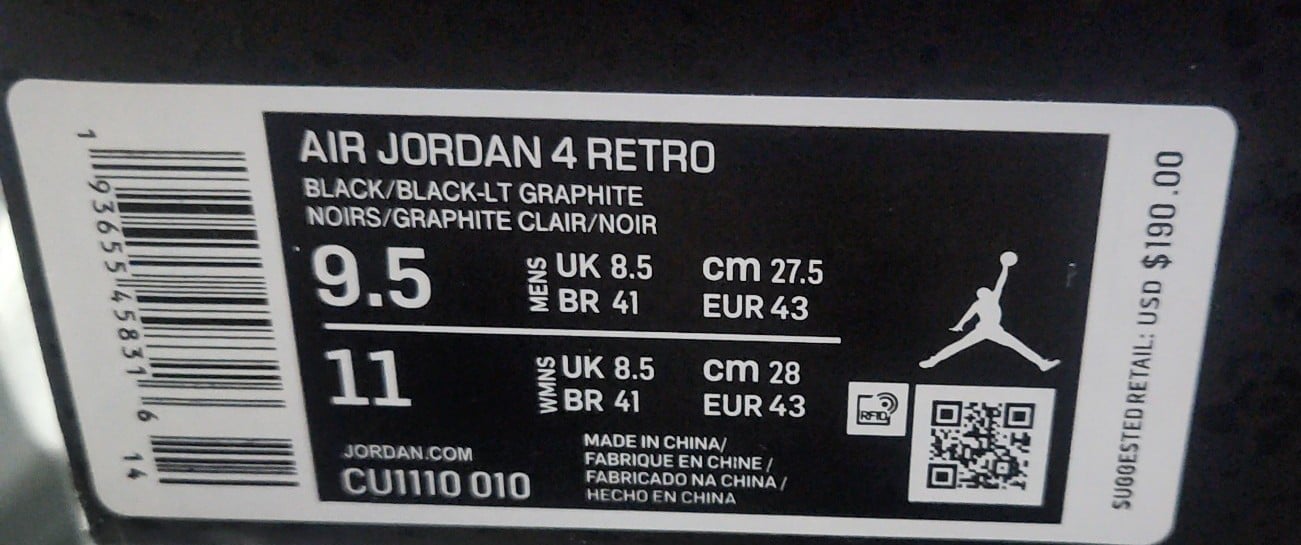 AIR JORDAN 4 RETRO
BLACK/BLACK-LT GRAPHITE
NOIRS/GRAPHITE CLAIR/NOIR
9.5 MENS UK 8.5 cm 27.5
BR 41 EUR 43
11 WMNS UK 8.5 cm 28
BR 41 EUR 43
RFID
JORDAN.COM
CU1110 010
MADE IN CHINA/
FABRIQUE EN CHINE /
FABRICADO NA CHINA /
HECHO EN CHINA
SUGGESTED RETAIL: USD $190.00
1 93655 45831 6 14